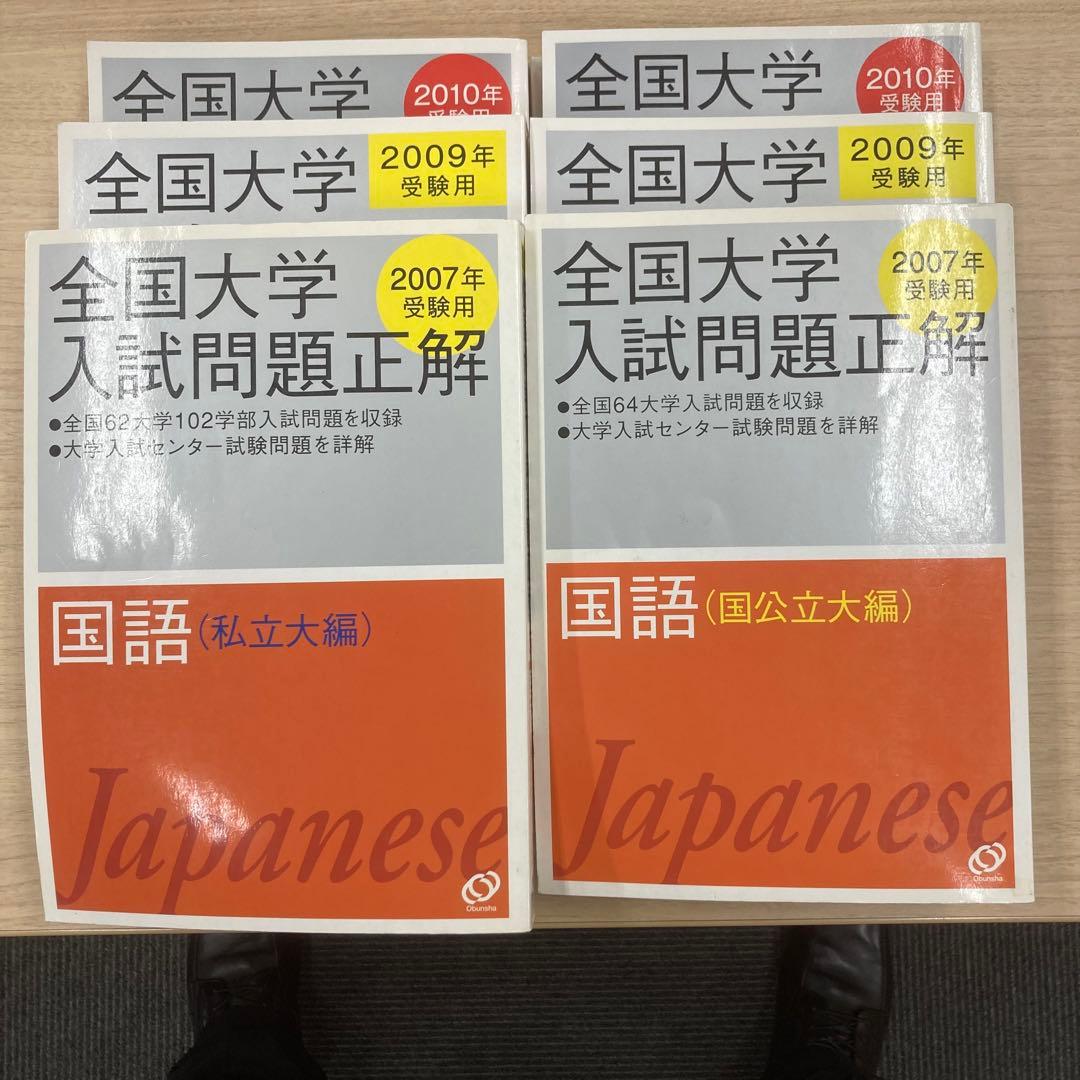 全国大学
2010年
受験用
全国大学
2010年
受験用
全国大学
2009年
受験用
全国大学
2009年
受験用
全国大学
入試問題正解
2007年
受験用
●全国62大学102学部入試問題を収録
●大学入試センター試験問題を詳解
国語(私立大編)
Japanese
Obunsha
全国大学
入試問題正解
2007年
受験用
●全国64大学入試問題を収録
●大学入試センター試験問題を詳解
国語(国公立大編)
Japanese
Obunsha